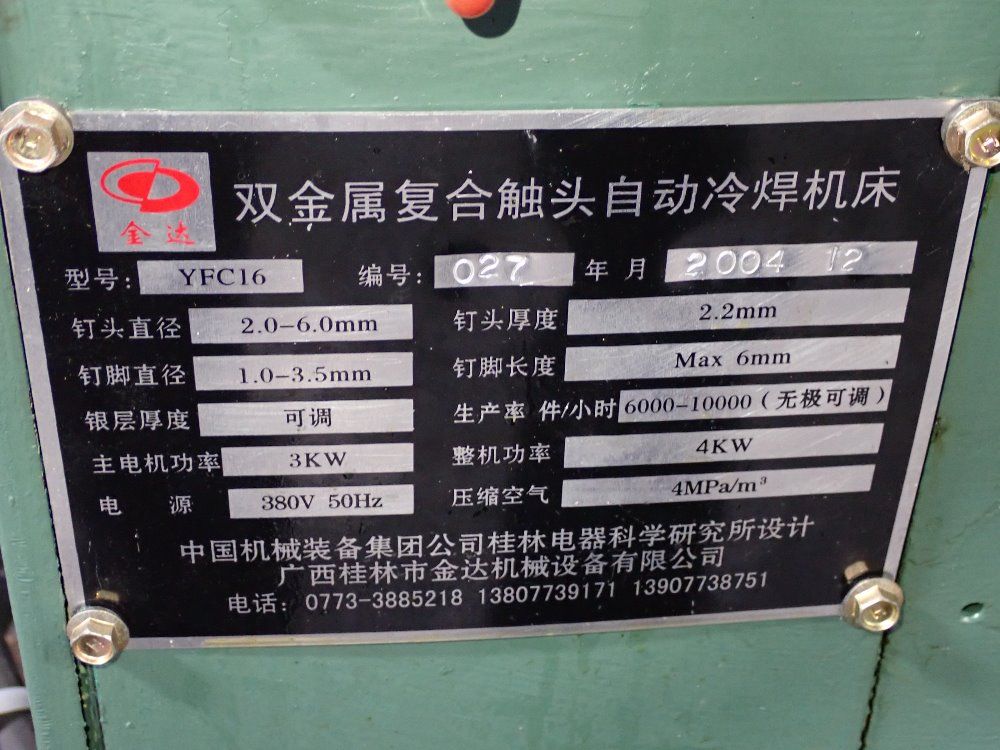 金达
双金属复合触头自动冷焊机床
型号: YFC16 编号: 027 年 月 2004 12
钉头直径 2.0-6.0mm 钉头厚度 2.2mm
钉脚直径 1.0-3.5mm 钉脚长度 Max 6mm
银层厚度 可调 生产率 件/小时 6000-10000(无极可调)
主电机功率 3KW 整机功率 4KW
电 源 380V 50Hz 压缩空气 4MPa/m³
中国机械装备集团公司桂林电器科学研究所设计
广西桂林市金达机械设备有限公司
电话: 0773-3885218 13807739171 13907738751